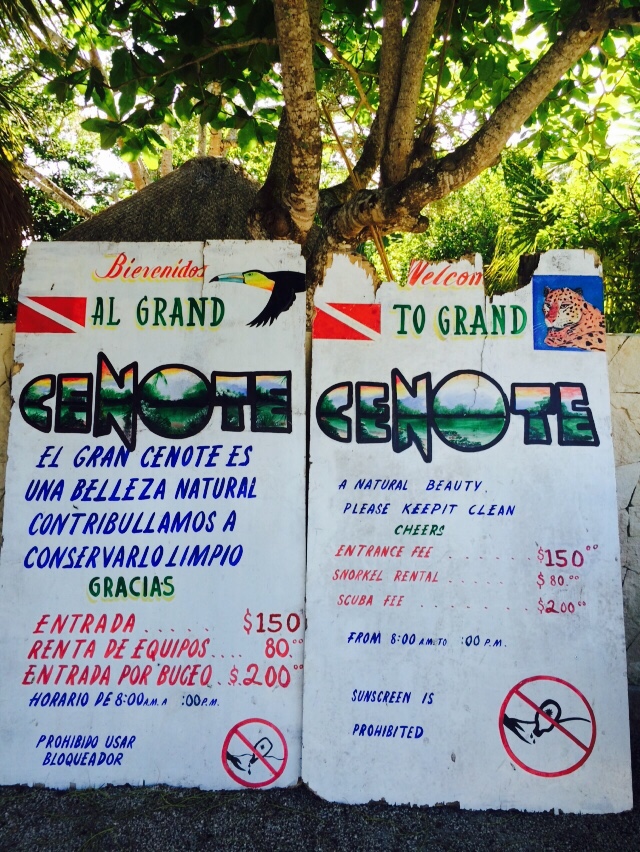 Bienvenidos
AL GRAND
CENOTE
EL GRAN CENOTE ES
UNA BELLEZA NATURAL
CONTRIBULLAMOS A
CONSERVARLO LIMPIO
GRACIAS
ENTRADA ...... $150
RENTA DE EQUIPOS.... 80.00
ENTRADA POR BUCEO.. $.200.00
HORARIO DE 8:00A.M. A :00P.M.
PROHIBIDO USAR
BLOQUEADOR
Welcom
TO GRAND
CENOTE
A NATURAL BEAUTY
PLEASE KEEPIT CLEAN
CHEERS
ENTRANCE FEE ....... $150.00
SNORKEL RENTAL ....... $80.00
SCUBA FEE .......... $200.00
FROM 8:00 A.M. TO :00 P.M.
SUNSCREEN IS
PROHIBITED